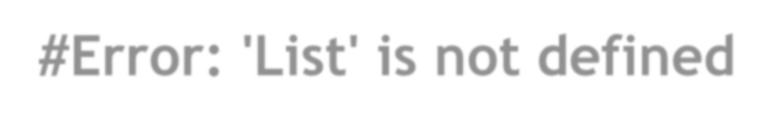 #Error: 'List' is not defined